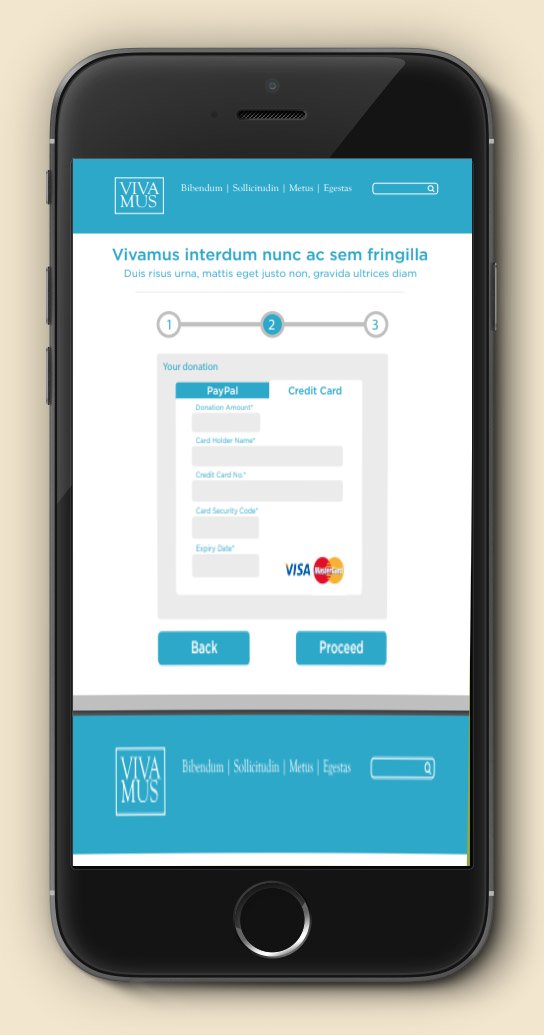 VIVA
MUS
Bibendum | Sollicitudin | Metus | Egestas
Vivamus interdum nunc ac sem fringilla
Duis risus urna, mattis eget justo non, gravida ultrices diam
1 2 3
Your donation
PayPal Credit Card
Donation Amount*
Card Holder Name*
Credit Card No.*
Card Security Code*
Expiry Date*
VISA MasterCard
Back Proceed
VIVA
MUS
Bibendum | Sollicitudin | Metus | Egestas